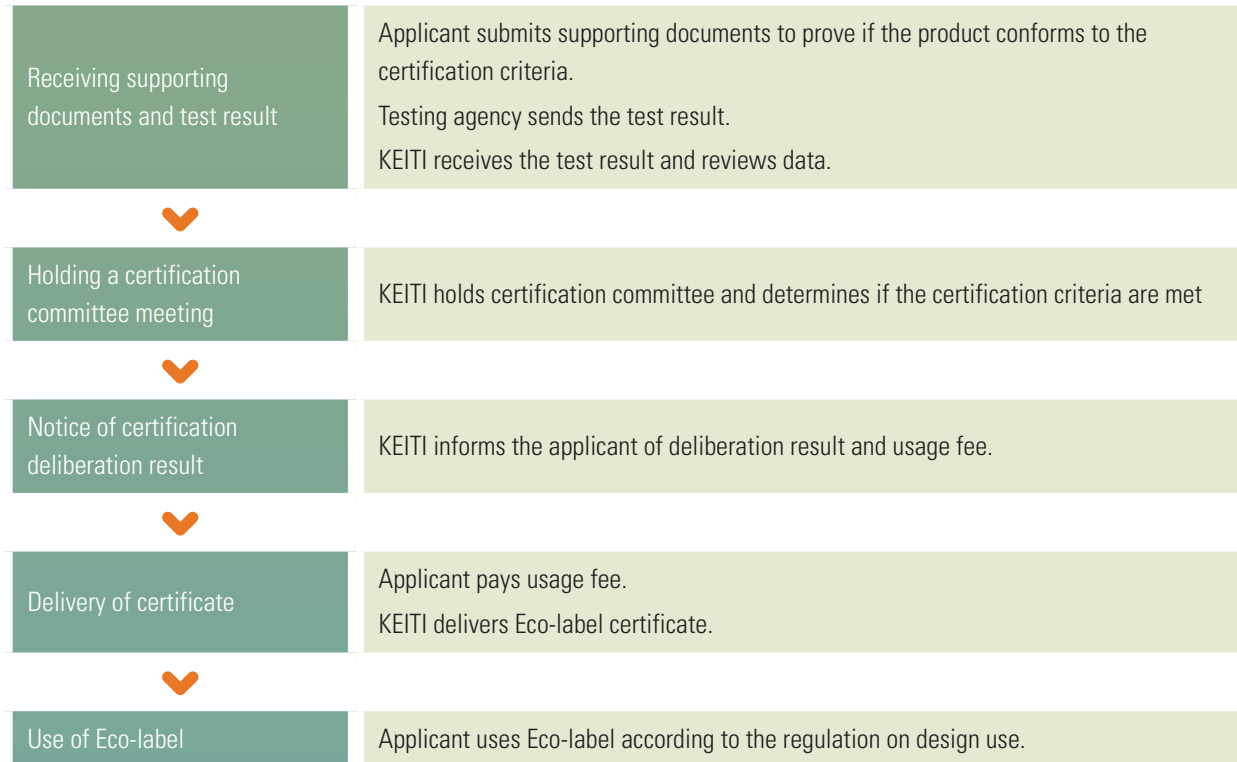 Receiving supporting
documents and test result
Applicant submits supporting documents to prove if the product conforms to the
certification criteria.
Testing agency sends the test result.
KEITI receives the test result and reviews data.
Holding a certification
committee meeting
KEITI holds certification committee and determines if the certification criteria are met
Notice of certification
deliberation result
KEITI informs the applicant of deliberation result and usage fee.
Delivery of certificate
Applicant pays usage fee.
KEITI delivers Eco-label certificate.
Use of Eco-label
Applicant uses Eco-label according to the regulation on design use.